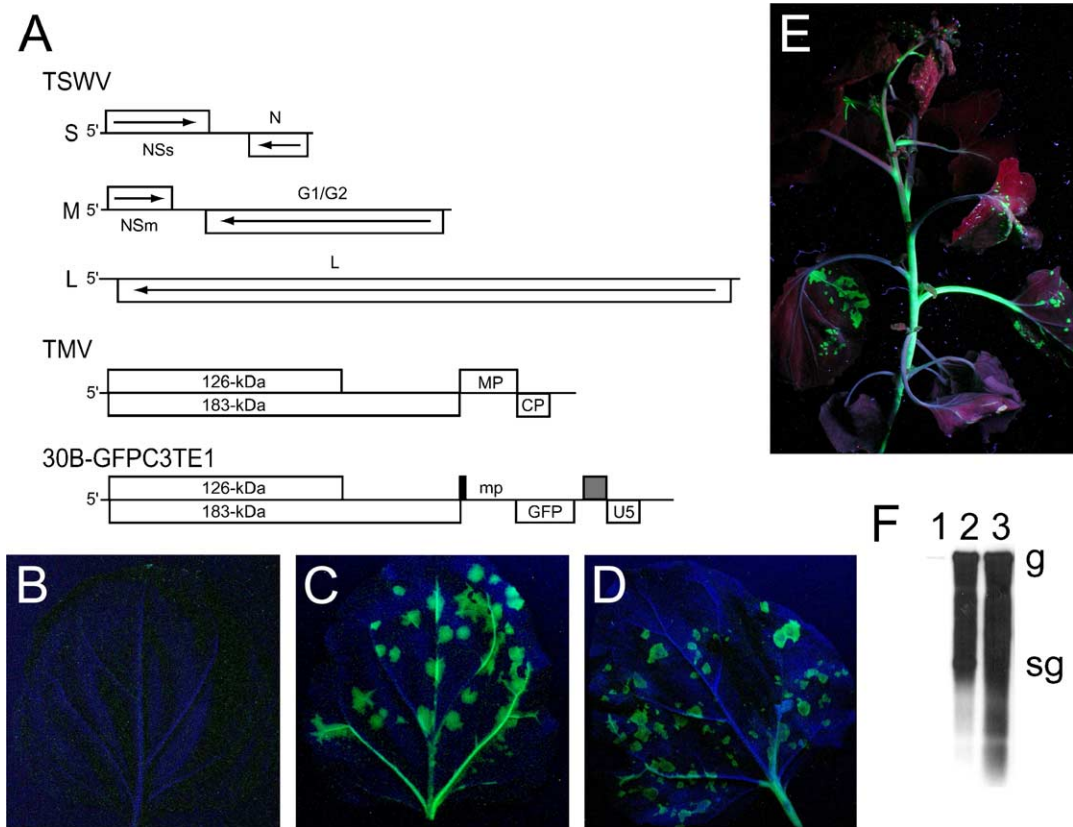 A
TSWV
S 5' NSs N
M 5' NSm G1/G2
L 5' L
TMV
5' 126-kDa MP
183-kDa CP
30B-GFPC3TE1
5' 126-kDa mp
183-kDa GFP U5
B
C
D
E
F 1 2 3
g
sg